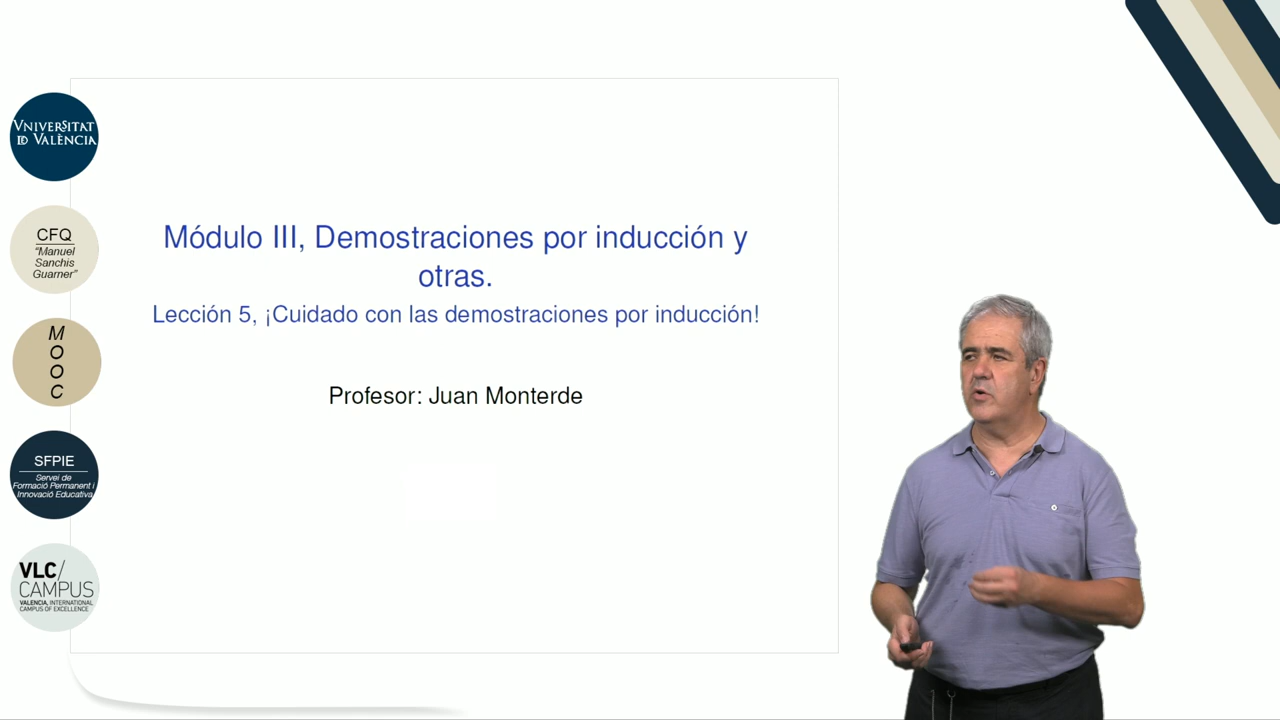 VNIVERSITAT
ID VALÈNCIA
CFQ
"Manuel
Sanchis
Guarner"
M
O
O
C
SFPIE
Servei de
Formació Permanent i
Innovació Educativa
VLC/
CAMPUS
VALENCIA, INTERNATIONAL
CAMPUS OF EXCELLENCE
Módulo III, Demostraciones por inducción y
otras.
Lección 5, ¡Cuidado con las demostraciones por inducción!
Profesor: Juan Monterde